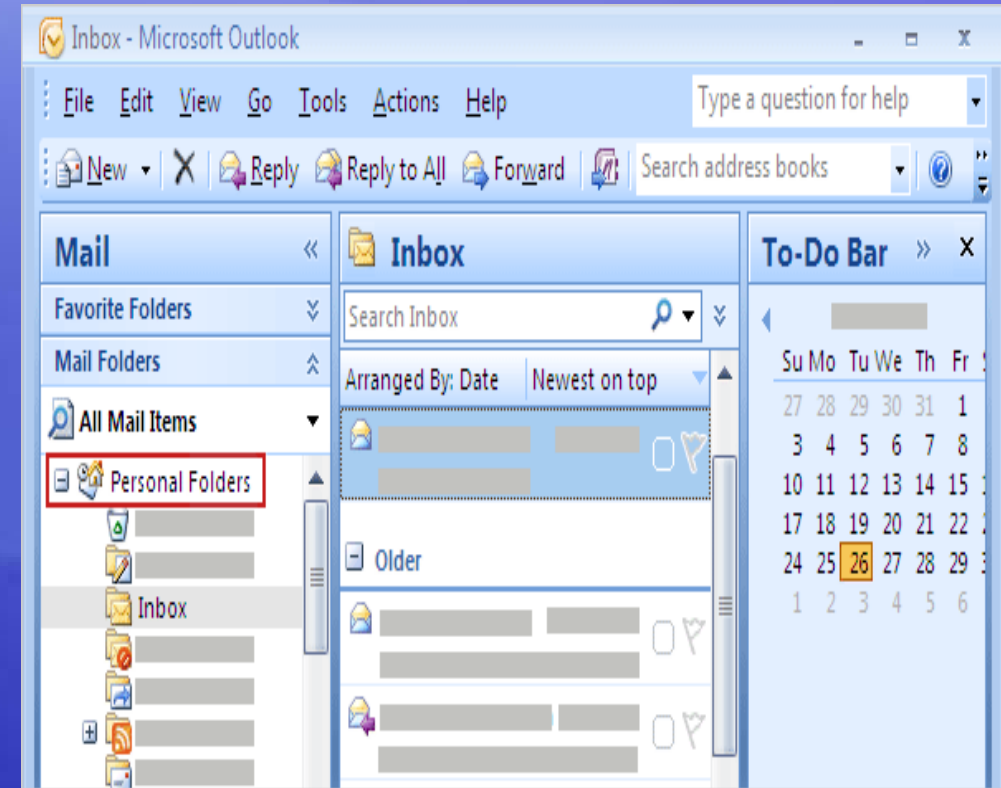 Inbox - Microsoft Outlook
File Edit View Go Tools Actions Help
Type a question for help
New Reply Reply to All Forward Search address books
Mail
Favorite Folders
Mail Folders
All Mail Items
Personal Folders
Inbox
Inbox
Search Inbox
Arranged By: Date Newest on top
Older
To-Do Bar
Su Mo Tu We Th Fr
27 28 29 30 31 1
3 4 5 6 7 8
10 11 12 13 14 15
17 18 19 20 21 22
24 25 26 27 28 29
1 2 3 4 5 6